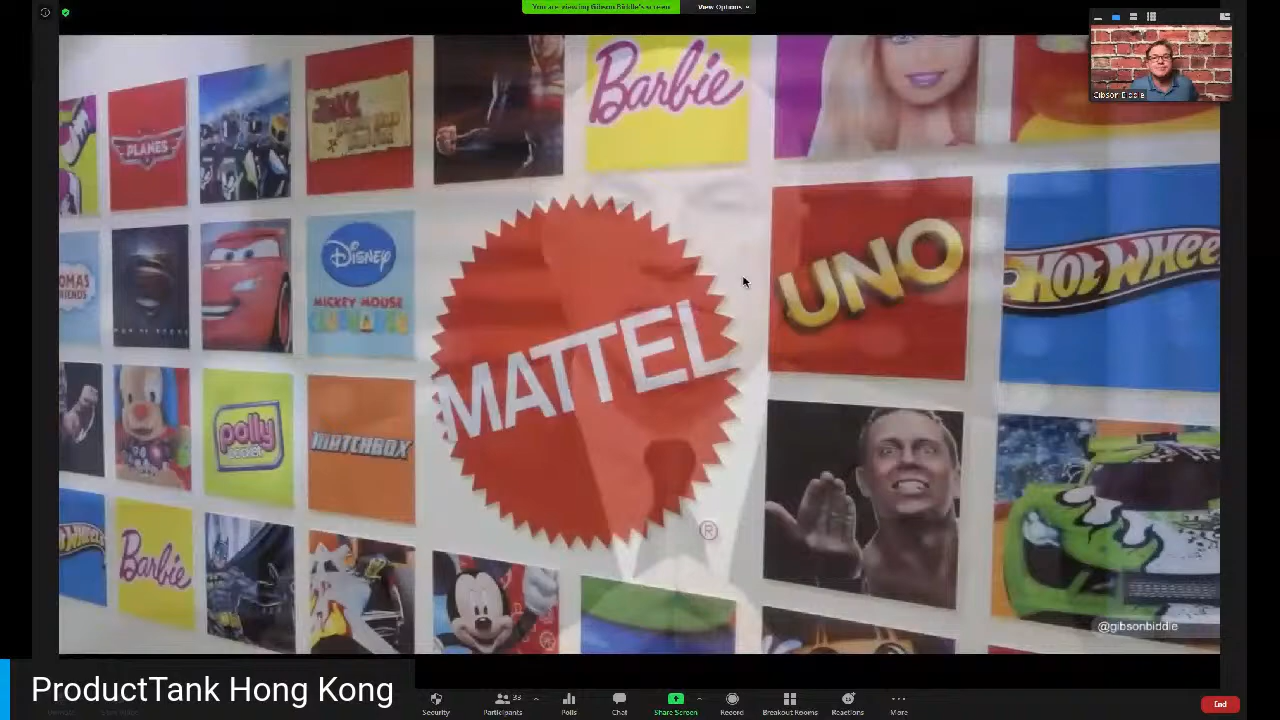 You are viewing Gibson Biddle's screen
View Options
Gibson Biddle
Barbie
PLANES
DISNEY
MICKEY MOUSE
CLUBHOUSE
UNO
HOT WHEE
MATTEL
®
polly
MATCHBOX
Barbie
@gibsonbiddle
ProductTank Hong Kong
Security
Participants
33
Polls
Chat
Share Screen
Record
Breakout Rooms
Reactions
More
End